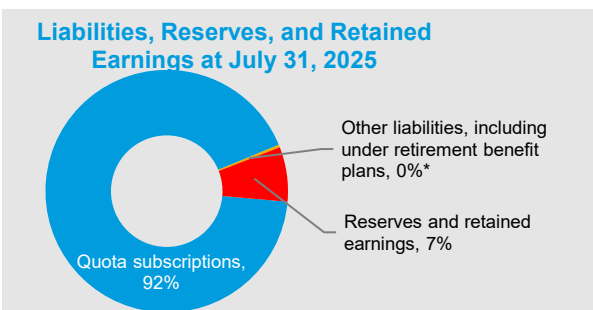 Liabilities, Reserves, and Retained
Earnings at July 31, 2025
Other liabilities, including
under retirement benefit
plans, 0%*
Reserves and retained
earnings, 7%
Quota subscriptions,
92%